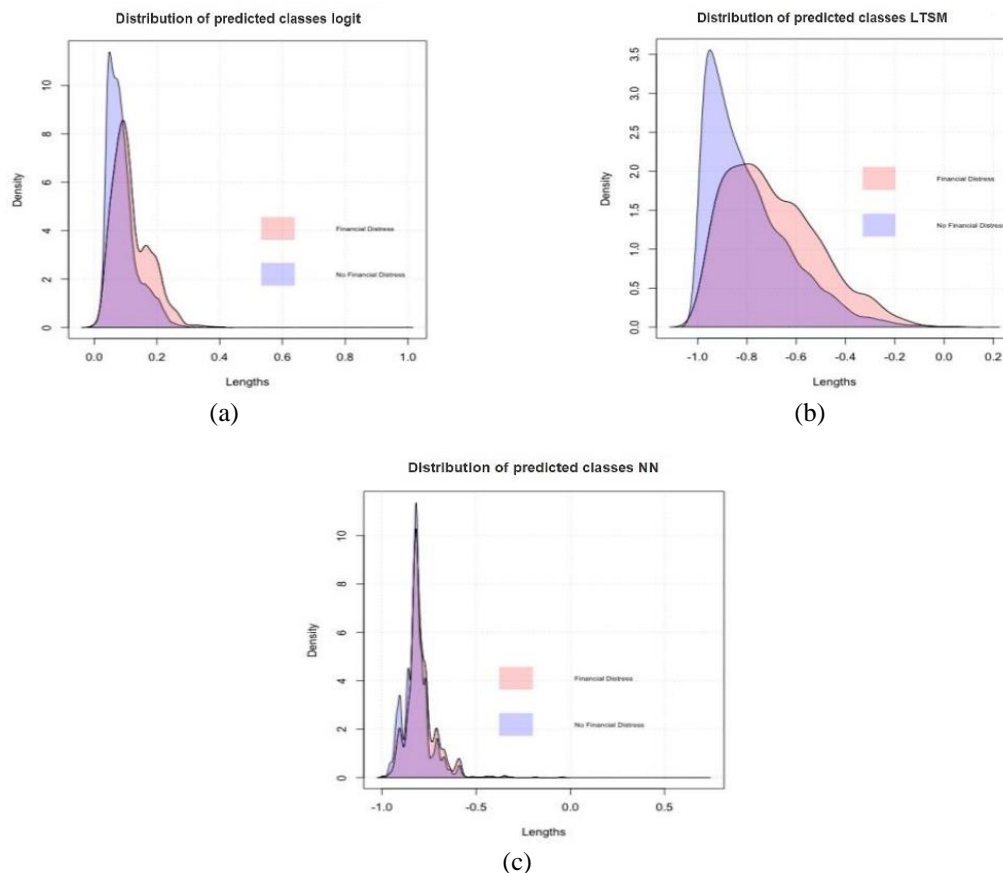 Distribution of predicted classes logit
Density
10
8
6
4
2
0
Financial Distress
No Financial Distress
0.0 0.2 0.4 0.6 0.8 1.0
Lengths
(a)
Distribution of predicted classes LTSM
Density
3.5
3.0
2.5
2.0
1.5
1.0
0.5
0.0
Financial Distress
No Financial Distress
-1.0 -0.8 -0.6 -0.4 -0.2 0.0 0.2
Lengths
(b)
Distribution of predicted classes NN
Density
10
8
6
4
2
0
Financial Distress
No Financial Distress
-1.0 -0.5 0.0 0.5
Lengths
(c)